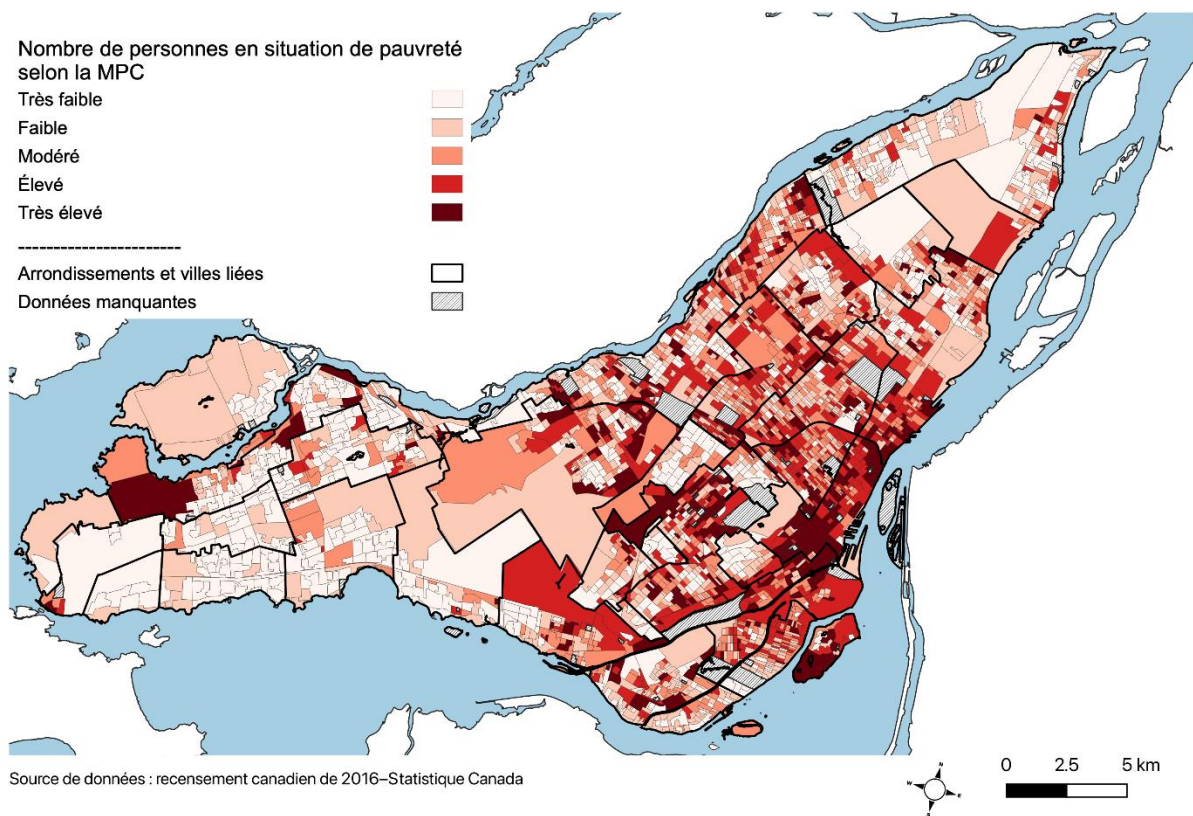 Nombre de personnes en situation de pauvreté
selon la MPC
Très faible
Faible
Modéré
Élevé
Très élevé
-----------------------
Arrondissements et villes liées
Données manquantes
Source de données : recensement canadien de 2016–Statistique Canada
N
W
E
S
0 2.5 5 km